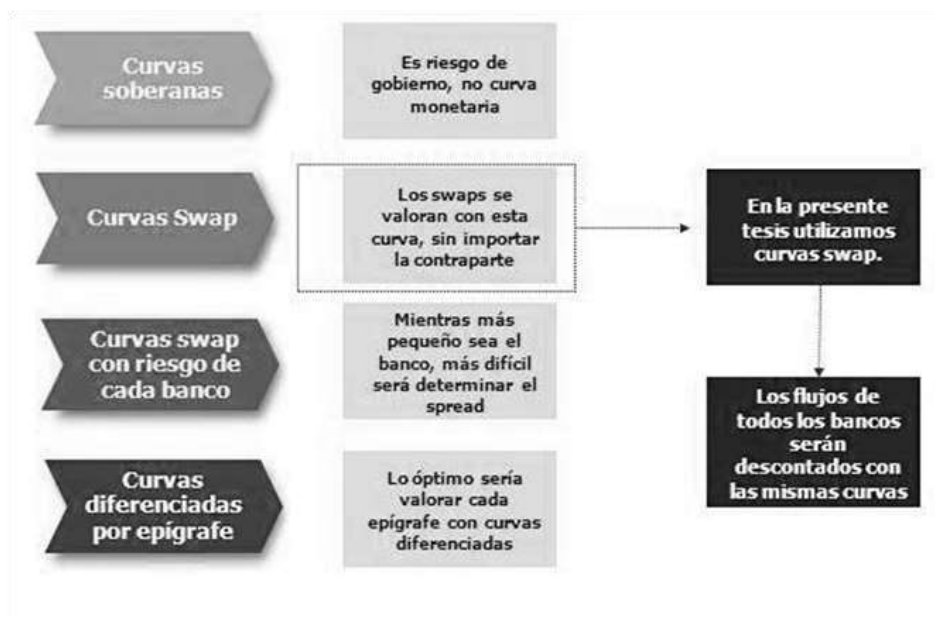 Curvas
soberanas
Es riesgo de
gobierno, no curva
monetaria
Curvas Swap
Los swaps se
valoran con esta
curva, sin importar
la contraparte
En la presente
tesis utilizamos
curvas swap.
Curvas swap
con riesgo de
cada banco
Mientras más
pequeño sea el
banco, más difícil
será determinar el
spread
Los flujos de
todos los bancos
serán
descontados con
las mismas curvas
Curvas
diferenciadas
por epígrafe
Lo óptimo sería
valorar cada
epígrafe con curvas
diferenciadas